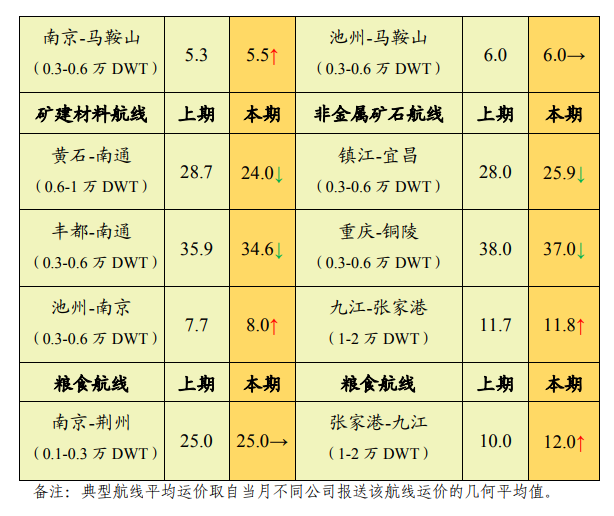 南京-马鞍山 5.3 5.5↑ 池州-马鞍山 6.0 6.0→
（0.3-0.6 万 DWT） （0.3-0.6 万 DWT）
矿建材料航线 上期 本期 非金属矿石航线 上期 本期
黄石-南通 28.7 24.0↓ 镇江-宜昌 28.0 25.9↓
（0.6-1 万 DWT） （0.3-0.6 万 DWT）
丰都-南通 35.9 34.6↓ 重庆-铜陵 38.0 37.0↓
（0.3-0.6 万 DWT） （0.3-0.6 万 DWT）
池州-南京 7.7 8.0↑ 九江-张家港 11.7 11.8↑
（0.3-0.6 万 DWT） （1-2 万 DWT）
粮食航线 上期 本期 粮食航线 上期 本期
南京-荆州 25.0 25.0→ 张家港-九江 10.0 12.0↑
（0.1-0.3 万 DWT） （1-2 万 DWT）
备注：典型航线平均运价取自当月不同公司报送该航线运价的几何平均值。